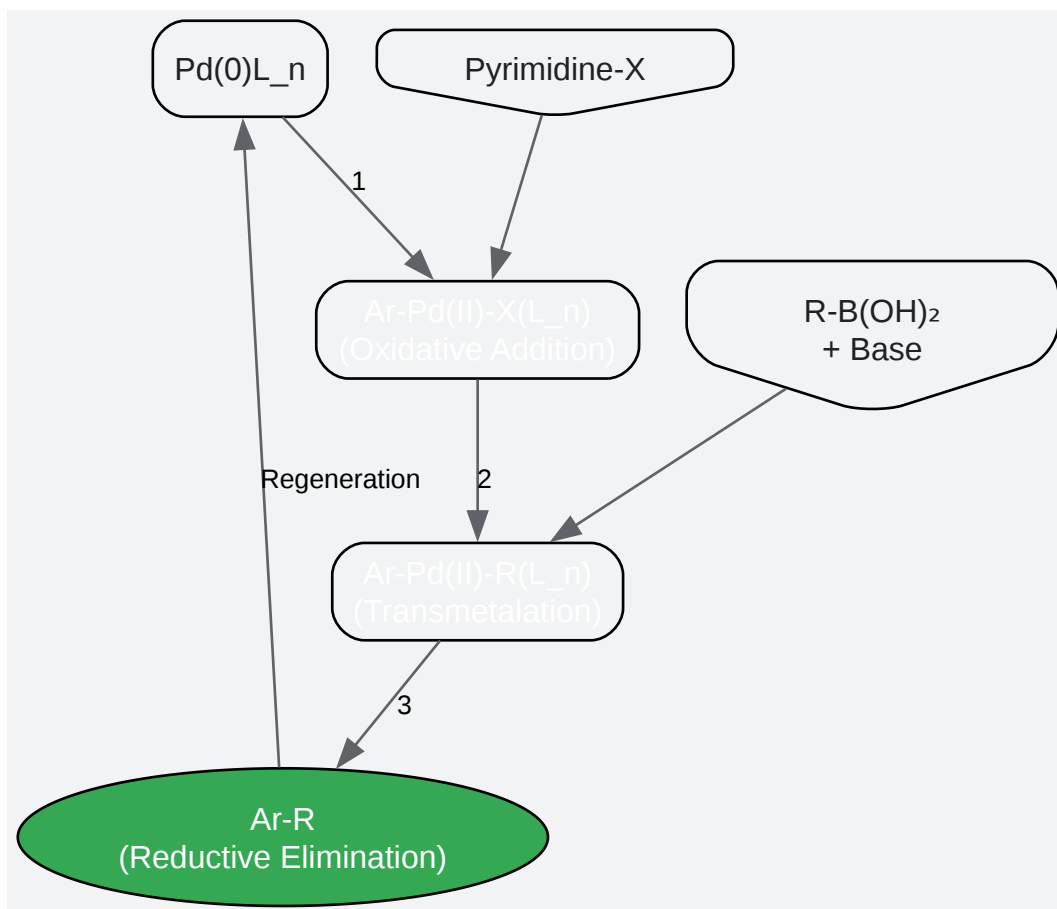 Pd(0)L_n
Pyrimidine-X
1
Ar-Pd(II)-X(L_n)
(Oxidative Addition)
R-B(OH)₂
+ Base
Regeneration
2
Ar-Pd(II)-R(L_n)
(Transmetalation)
3
Ar-R
(Reductive Elimination)